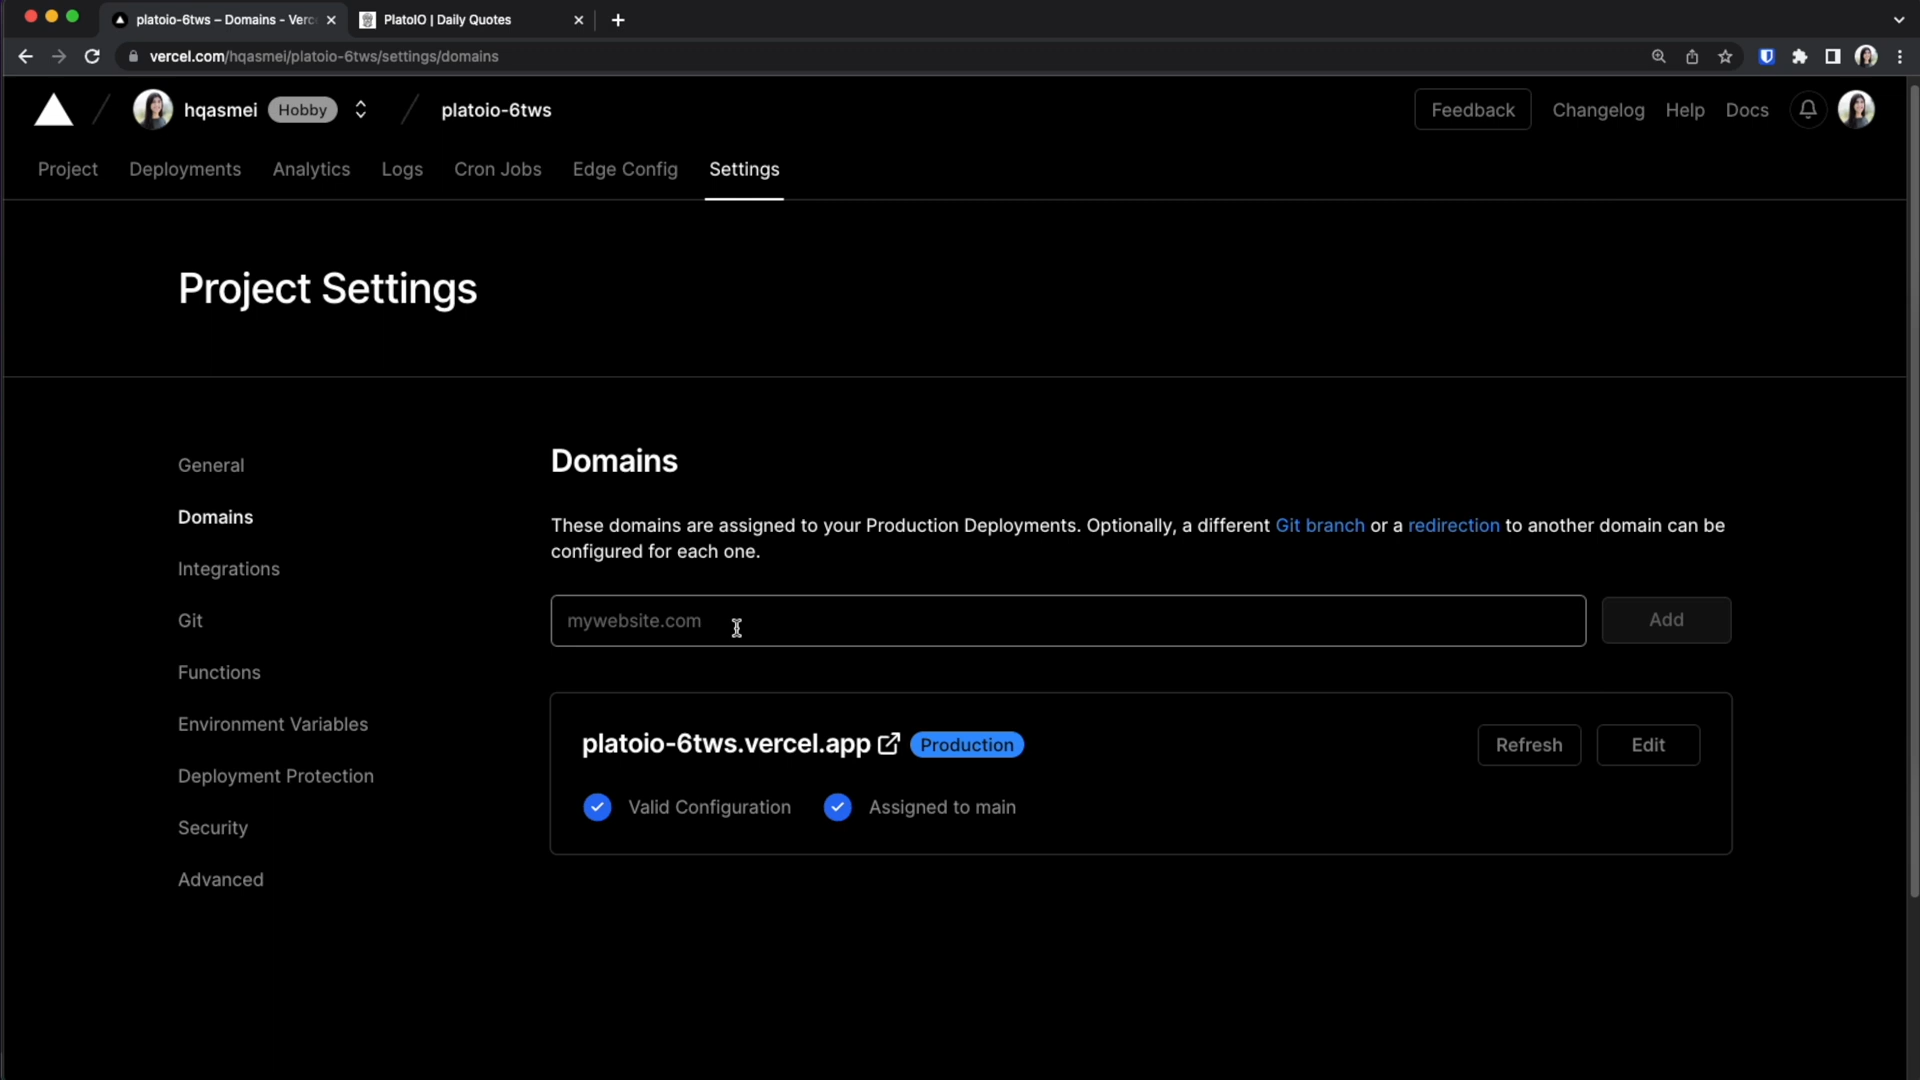 platoio-6tws – Domains - Verc
PlatoIO | Daily Quotes
vercel.com/hqasmei/platoio-6tws/settings/domains
hqasmei Hobby platoio-6tws Feedback Changelog Help Docs
Project Deployments Analytics Logs Cron Jobs Edge Config Settings
Project Settings
General
Domains
Integrations
Git
Functions
Environment Variables
Deployment Protection
Security
Advanced
Domains
These domains are assigned to your Production Deployments. Optionally, a different Git branch or a redirection to another domain can be
configured for each one.
mywebsite.com Add
platoio-6tws.vercel.app Production Refresh Edit
Valid Configuration Assigned to main